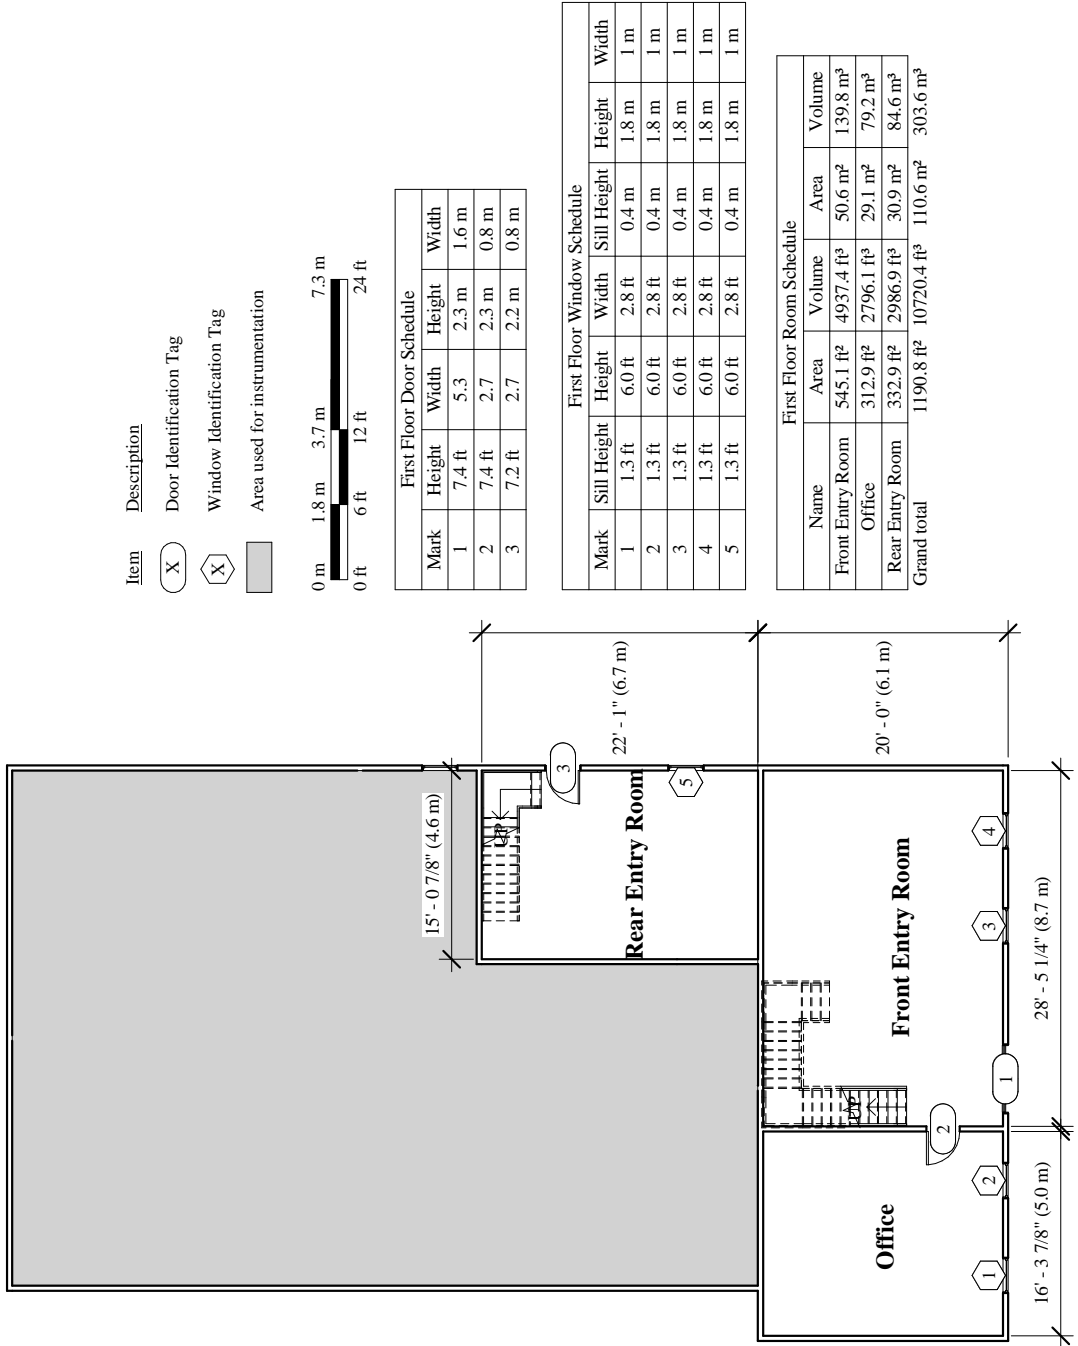 Item Description
X Door Identification Tag
X Window Identification Tag
Area used for instrumentation
0 m 1.8 m 3.7 m 7.3 m
0 ft 6 ft 12 ft 24 ft
First Floor Door Schedule
Mark Height Width Height Width
1 7.4 ft 5.3 2.3 m 1.6 m
2 7.4 ft 2.7 2.3 m 0.8 m
3 7.2 ft 2.7 2.2 m 0.8 m
First Floor Window Schedule
Mark Sill Height Height Width Sill Height Height Width
1 1.3 ft 6.0 ft 2.8 ft 0.4 m 1.8 m 1 m
2 1.3 ft 6.0 ft 2.8 ft 0.4 m 1.8 m 1 m
3 1.3 ft 6.0 ft 2.8 ft 0.4 m 1.8 m 1 m
4 1.3 ft 6.0 ft 2.8 ft 0.4 m 1.8 m 1 m
5 1.3 ft 6.0 ft 2.8 ft 0.4 m 1.8 m 1 m
First Floor Room Schedule
Name Area Volume Area Volume
Front Entry Room 545.1 ft² 4937.4 ft³ 50.6 m² 139.8 m³
Office 312.9 ft² 2796.1 ft³ 29.1 m² 79.2 m³
Rear Entry Room 332.9 ft² 2986.9 ft³ 30.9 m² 84.6 m³
Grand total 1190.8 ft² 10720.4 ft³ 110.6 m² 303.6 m³
15' - 0 7/8" (4.6 m)
UP
3
22' - 1" (6.7 m)
Rear Entry Room
5
20' - 0" (6.1 m)
UP
Office
Front Entry Room
2
1
1
2
3
4
16' - 3 7/8" (5.0 m)
28' - 5 1/4" (8.7 m)